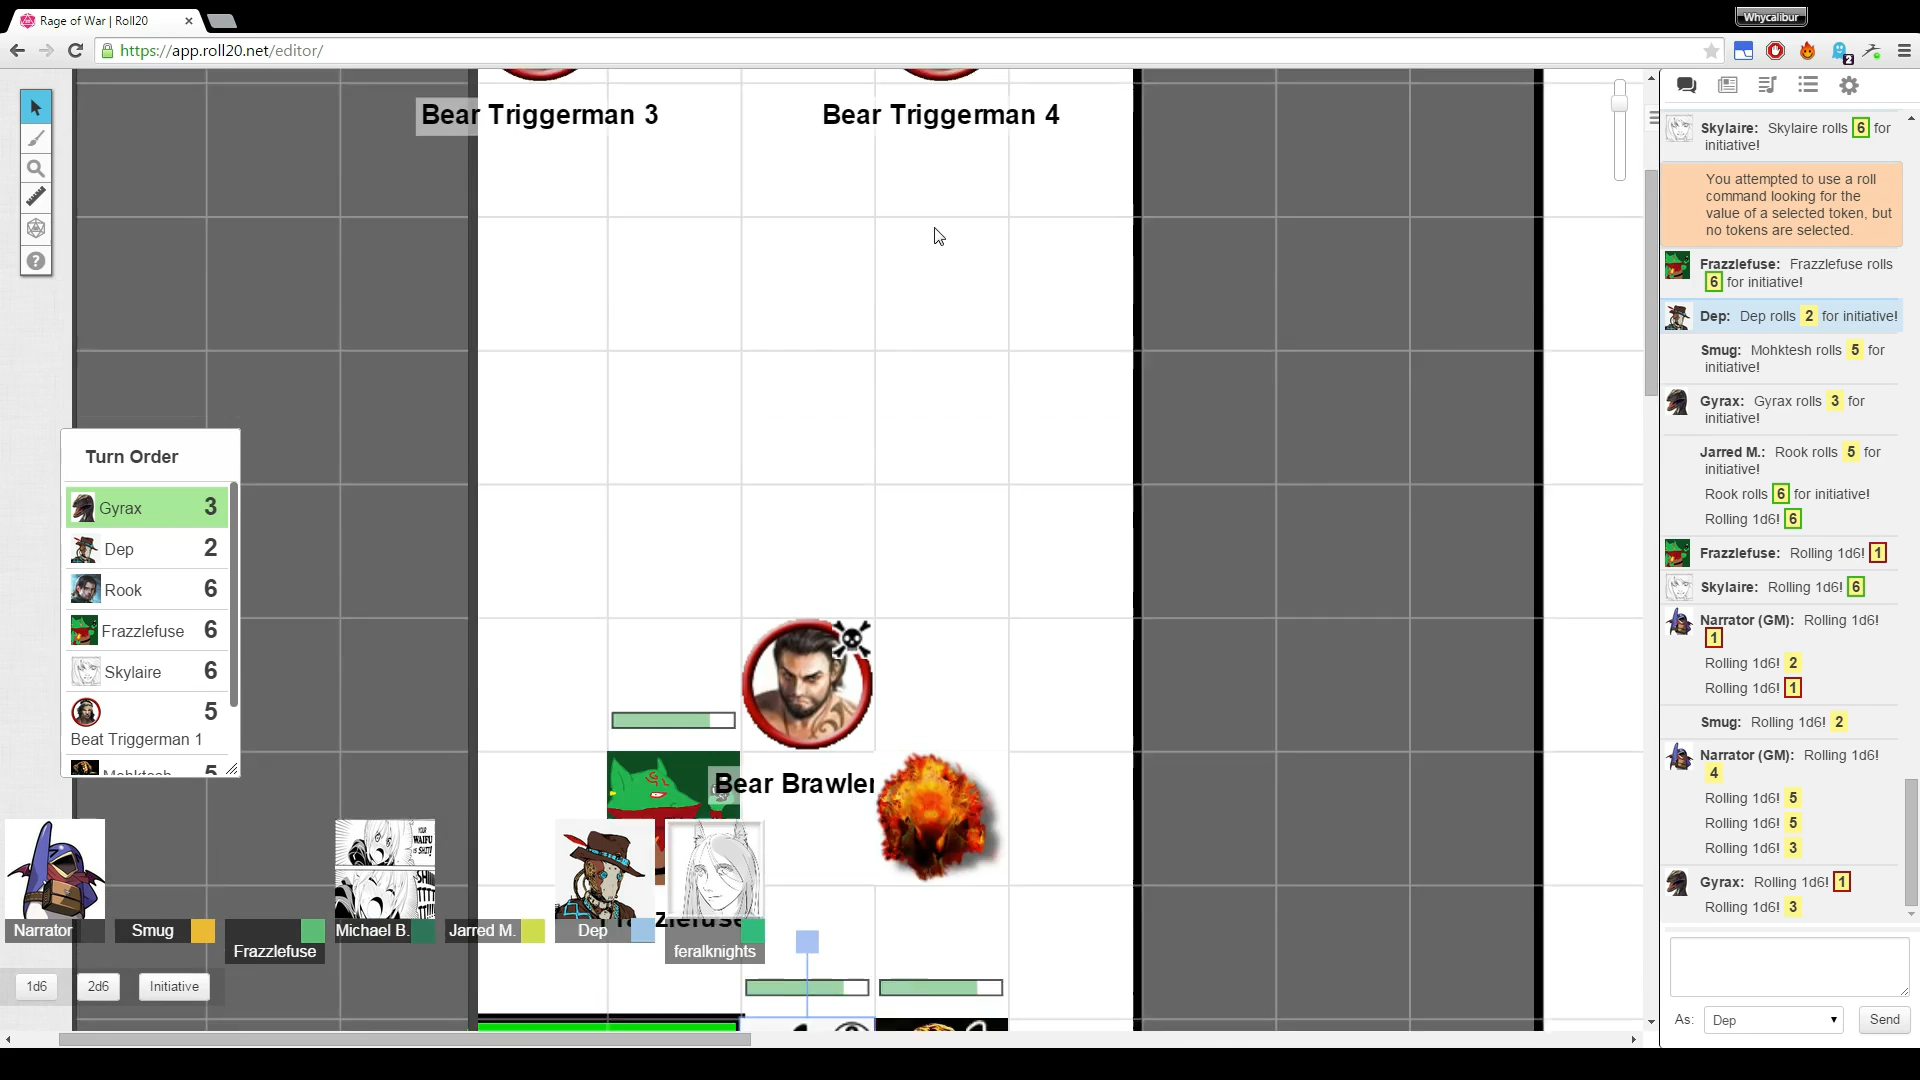 Rage of War | Roll20
Whycalibur
https://app.roll20.net/editor/
2
Bear Triggerman 3
Bear Triggerman 4
Turn Order
Gyrax 3
Dep 2
Rook 6
Frazzlefuse 6
Skylaire 6
5
Beat Triggerman 1
Mohktesh 5
Bear Brawler
Frazzlefuse
YOUR
WAIFU
IS SHIT!
Narrator
Smug
Frazzlefuse
Michael B.
Jarred M.
Dep
feralknights
1d6
2d6
Initiative
Skylaire: Skylaire rolls 6 for
initiative!
You attempted to use a roll
command looking for the
value of a selected token, but
no tokens are selected.
Frazzlefuse: Frazzlefuse rolls
6 for initiative!
Dep: Dep rolls 2 for initiative!
Smug: Mohktesh rolls 5 for
initiative!
Gyrax: Gyrax rolls 3 for
initiative!
Jarred M.: Rook rolls 5 for
initiative!
Rook rolls 6 for initiative!
Rolling 1d6! 6
Frazzlefuse: Rolling 1d6! 1
Skylaire: Rolling 1d6! 6
Narrator (GM): Rolling 1d6!
1
Rolling 1d6! 2
Rolling 1d6! 1
Smug: Rolling 1d6! 2
Narrator (GM): Rolling 1d6!
4
Rolling 1d6! 5
Rolling 1d6! 5
Rolling 1d6! 3
Gyrax: Rolling 1d6! 1
Rolling 1d6! 3
As: Dep
Send